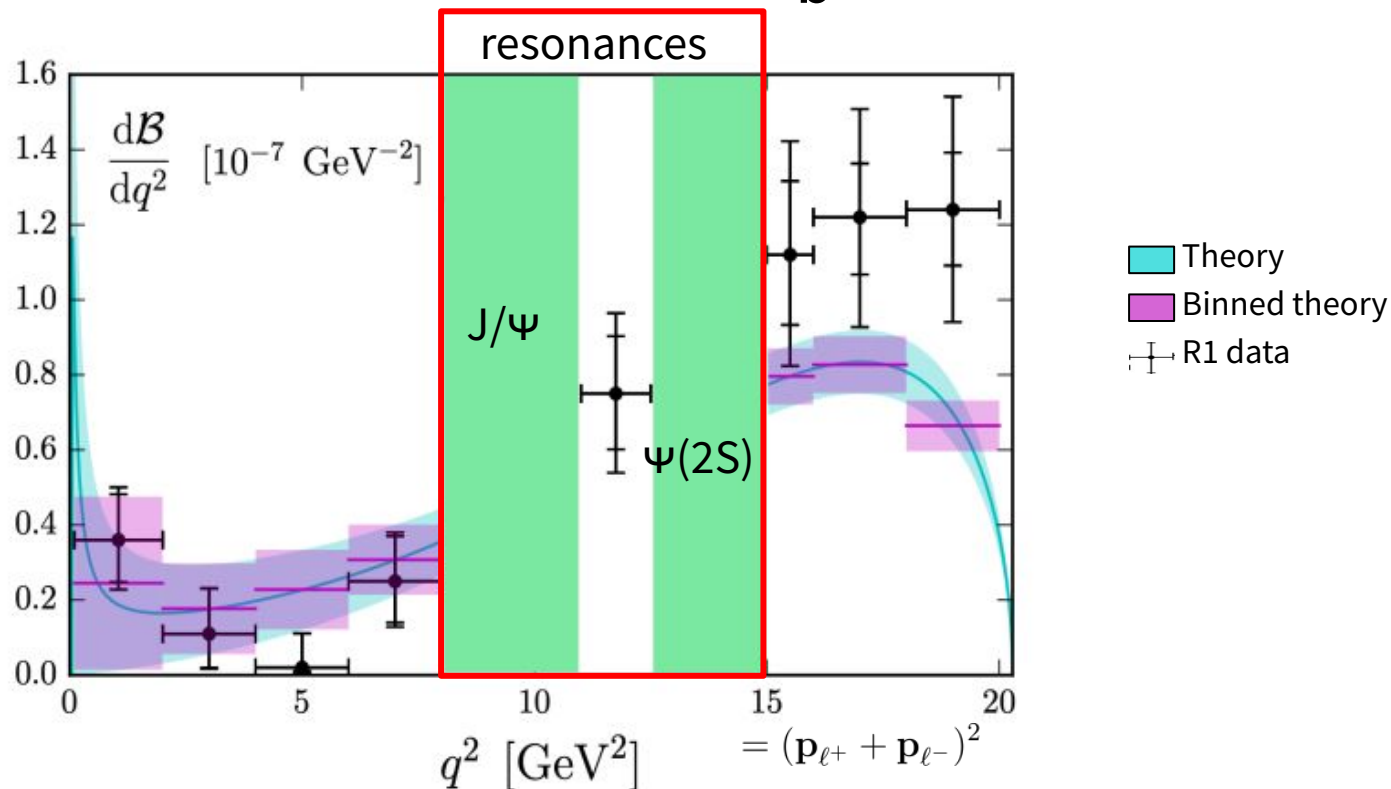 b
resonances
1.6
1.4
1.2
1.0
0.8
0.6
0.4
0.2
0.0
dℬ
dq² [10⁻⁷ GeV⁻²]
J/Ψ
Ψ(2S)
Theory
Binned theory
R1 data
0 5 10 15 20
q² [GeV²]
= (p_ℓ⁺ + p_ℓ⁻)²